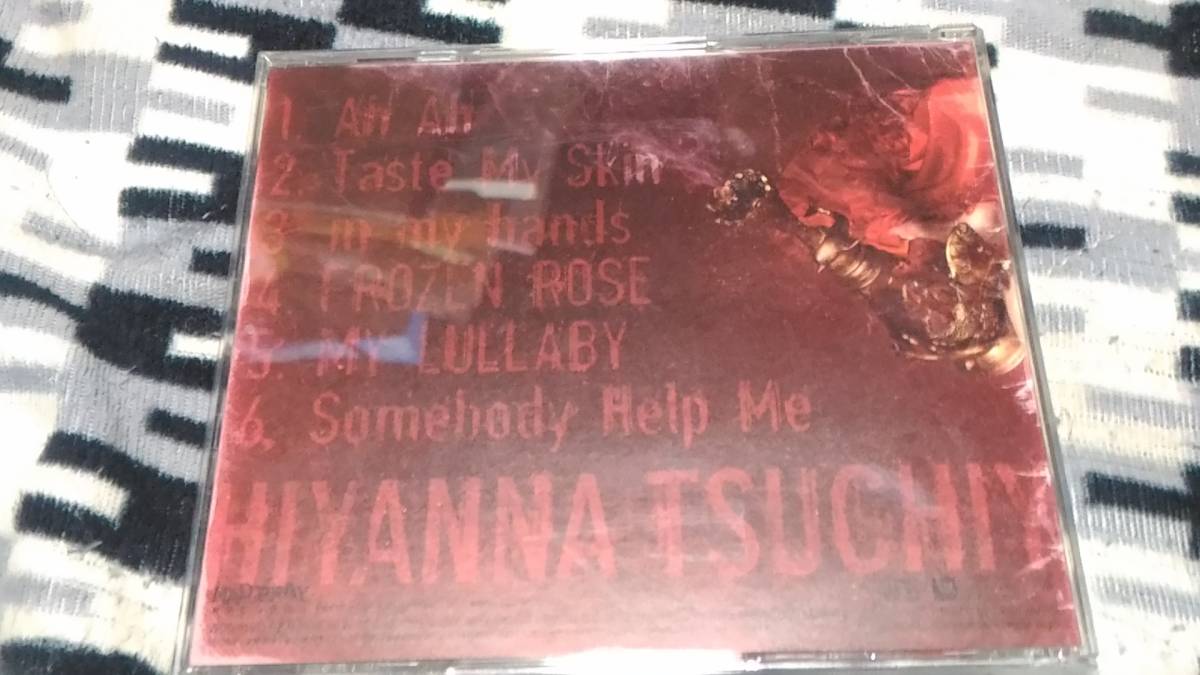 1. Ah Ah
2. Taste My Skin
3 in my hands
4 FROZEN ROSE
5. MY LULLABY
6. Somebody Help Me
HIYANNA TSUCHIY